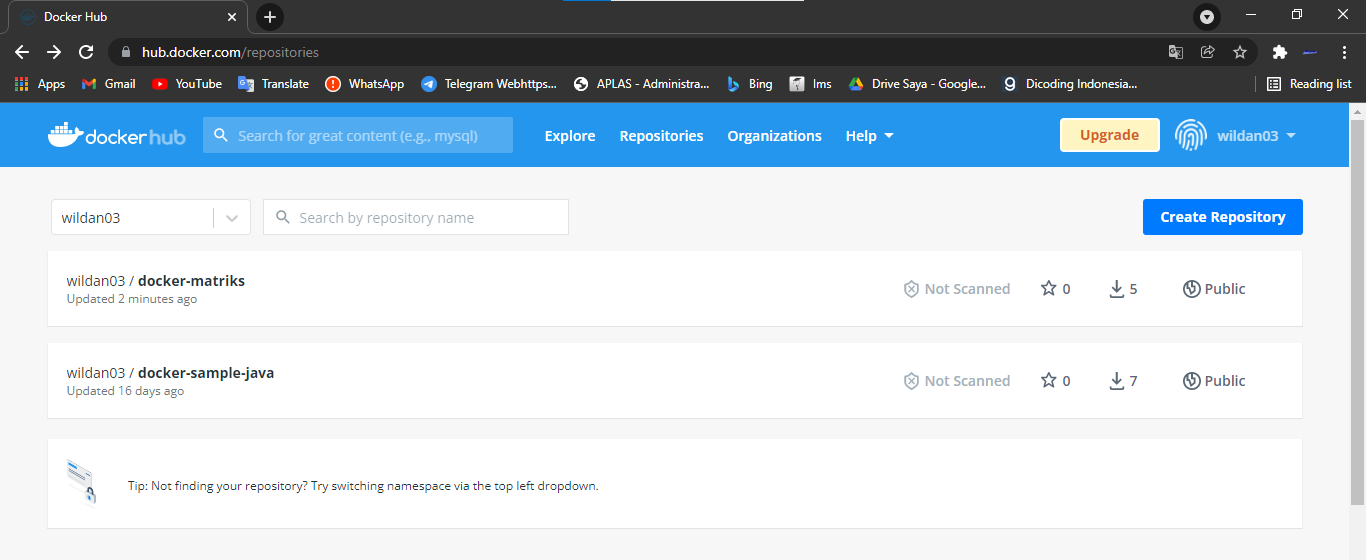 Docker Hub
hub.docker.com/repositories
Apps Gmail YouTube Translate WhatsApp Telegram Webhttps... APLAS - Administra... Bing Ims Drive Saya - Google... Dicoding Indonesia... Reading list
docker hub Search for great content (e.g., mysql) Explore Repositories Organizations Help Upgrade wildan03
wildan03 Search by repository name Create Repository
wildan03 / docker-matriks
Updated 2 minutes ago
Not Scanned 0 5 Public
wildan03 / docker-sample-java
Updated 16 days ago
Not Scanned 0 7 Public
Tip: Not finding your repository? Try switching namespace via the top left dropdown.